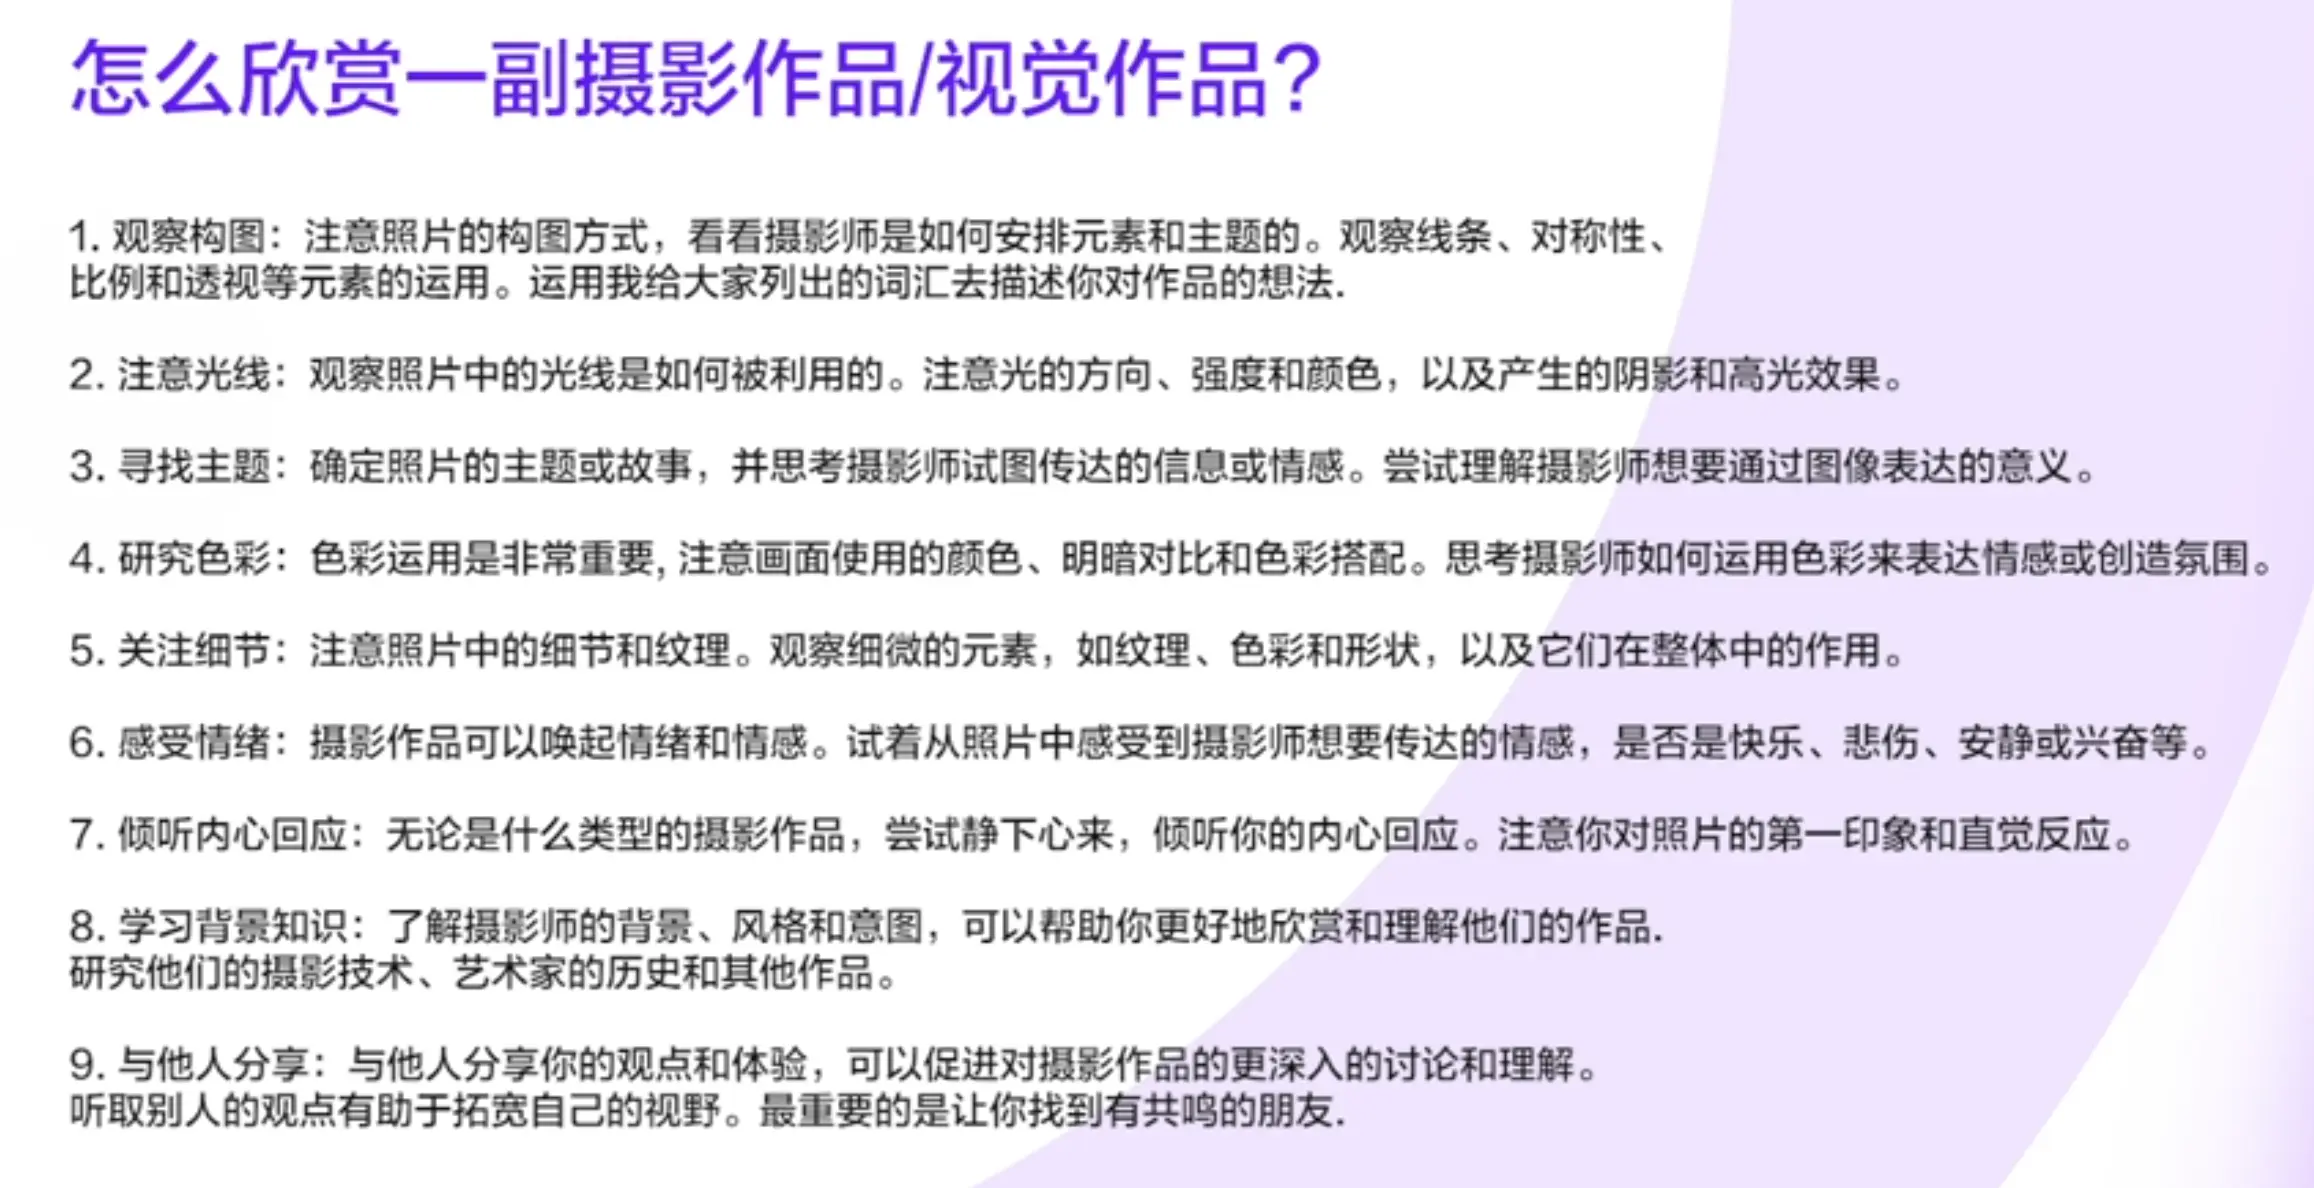 怎么欣赏一副摄影作品/视觉作品?
1. 观察构图：注意照片的构图方式，看看摄影师是如何安排元素和主题的。观察线条、对称性、
比例和透视等元素的运用。运用我给大家列出的词汇去描述你对作品的想法.
2. 注意光线：观察照片中的光线是如何被利用的。注意光的方向、强度和颜色，以及产生的阴影和高光效果。
3. 寻找主题：确定照片的主题或故事，并思考摄影师试图传达的信息或情感。尝试理解摄影师想要通过图像表达的意义。
4. 研究色彩：色彩运用是非常重要, 注意画面使用的颜色、明暗对比和色彩搭配。思考摄影师如何运用色彩来表达情感或创造氛围。
5. 关注细节：注意照片中的细节和纹理。观察细微的元素，如纹理、色彩和形状，以及它们在整体中的作用。
6. 感受情绪：摄影作品可以唤起情绪和情感。试着从照片中感受到摄影师想要传达的情感，是否是快乐、悲伤、安静或兴奋等。
7. 倾听内心回应：无论是什么类型的摄影作品，尝试静下心来，倾听你的内心回应。注意你对照片的第一印象和直觉反应。
8. 学习背景知识：了解摄影师的背景、风格和意图，可以帮助你更好地欣赏和理解他们的作品.
研究他们的摄影技术、艺术家的历史和其他作品。
9. 与他人分享：与他人分享你的观点和体验，可以促进对摄影作品的更深入的讨论和理解。
听取别人的观点有助于拓宽自己的视野。最重要的是让你找到有共鸣的朋友.